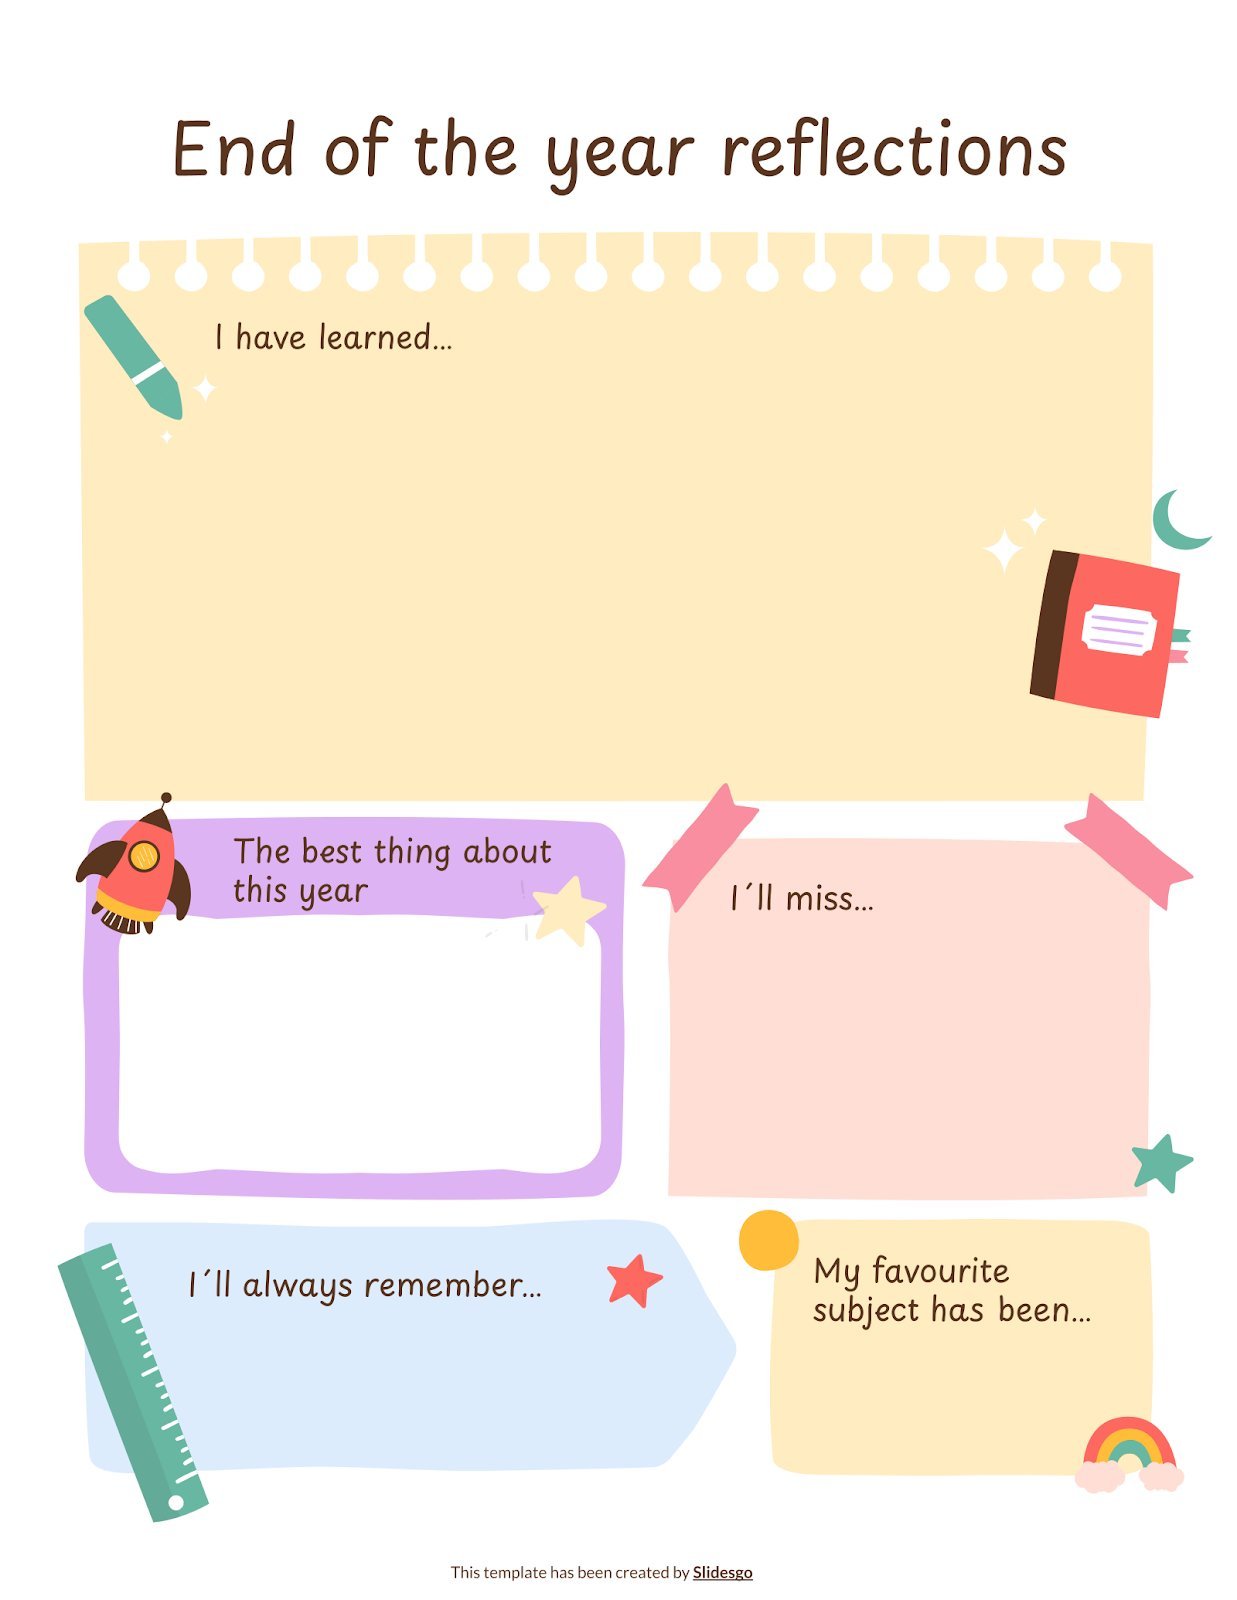 End of the year reflections
I have learned...
The best thing about
this year
I´ll miss...
I´ll always remember...
My favourite
subject has been...
This template has been created by Slidesgo